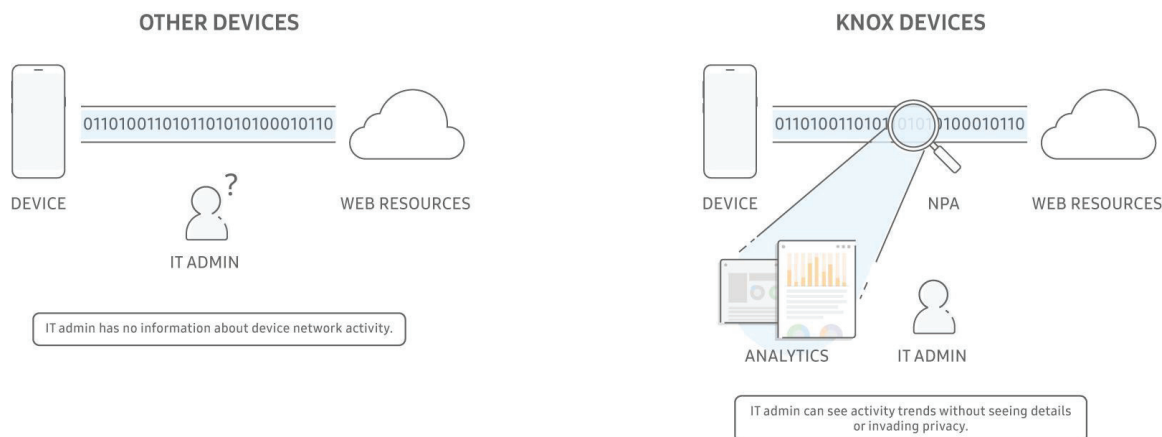 OTHER DEVICES
011010011010110101010100010110
DEVICE
WEB RESOURCES
?
IT ADMIN
IT admin has no information about device network activity.
KNOX DEVICES
0110100110101 01010100010110
DEVICE
NPA
WEB RESOURCES
ANALYTICS
IT ADMIN
IT admin can see activity trends without seeing details
or invading privacy.